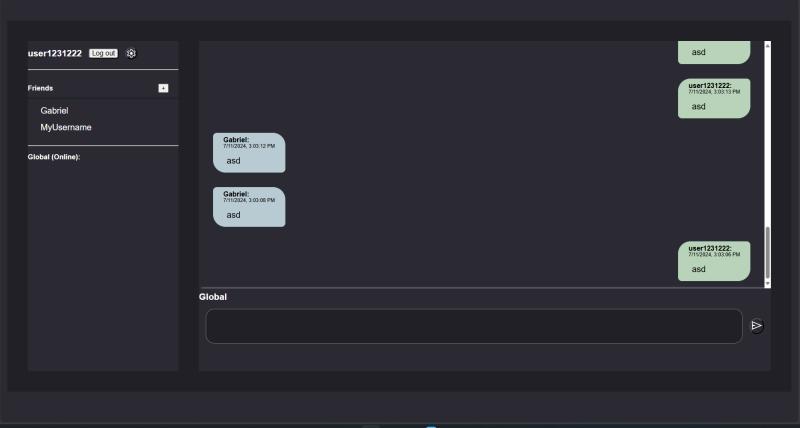 user1231222 Log out
Friends +
Gabriel
MyUsername
Global (Online):
asd
user1231222:
7/11/2024, 3:03:13 PM
asd
Gabriel:
7/11/2024, 3:03:12 PM
asd
Gabriel:
7/11/2024, 3:03:08 PM
asd
user1231222:
7/11/2024, 3:03:06 PM
asd
Global